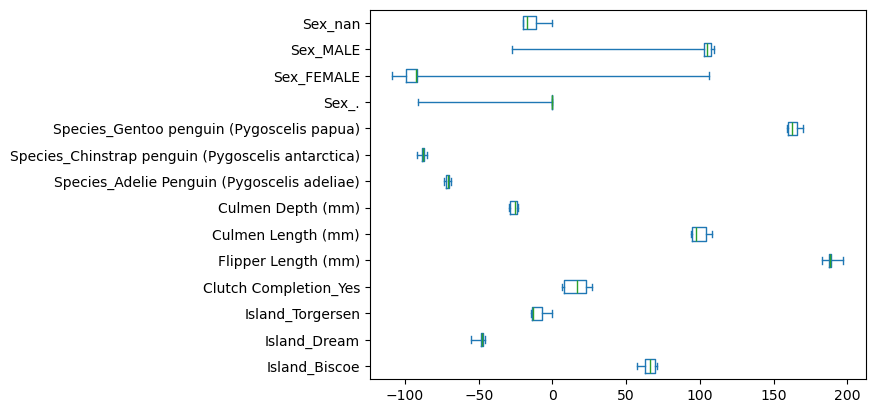 Sex_nan
Sex_MALE
Sex_FEMALE
Sex_.
Species_Gentoo penguin (Pygoscelis papua)
Species_Chinstrap penguin (Pygoscelis antarctica)
Species_Adelie Penguin (Pygoscelis adeliae)
Culmen Depth (mm)
Culmen Length (mm)
Flipper Length (mm)
Clutch Completion_Yes
Island_Torgersen
Island_Dream
Island_Biscoe
−100 −50 0 50 100 150 200